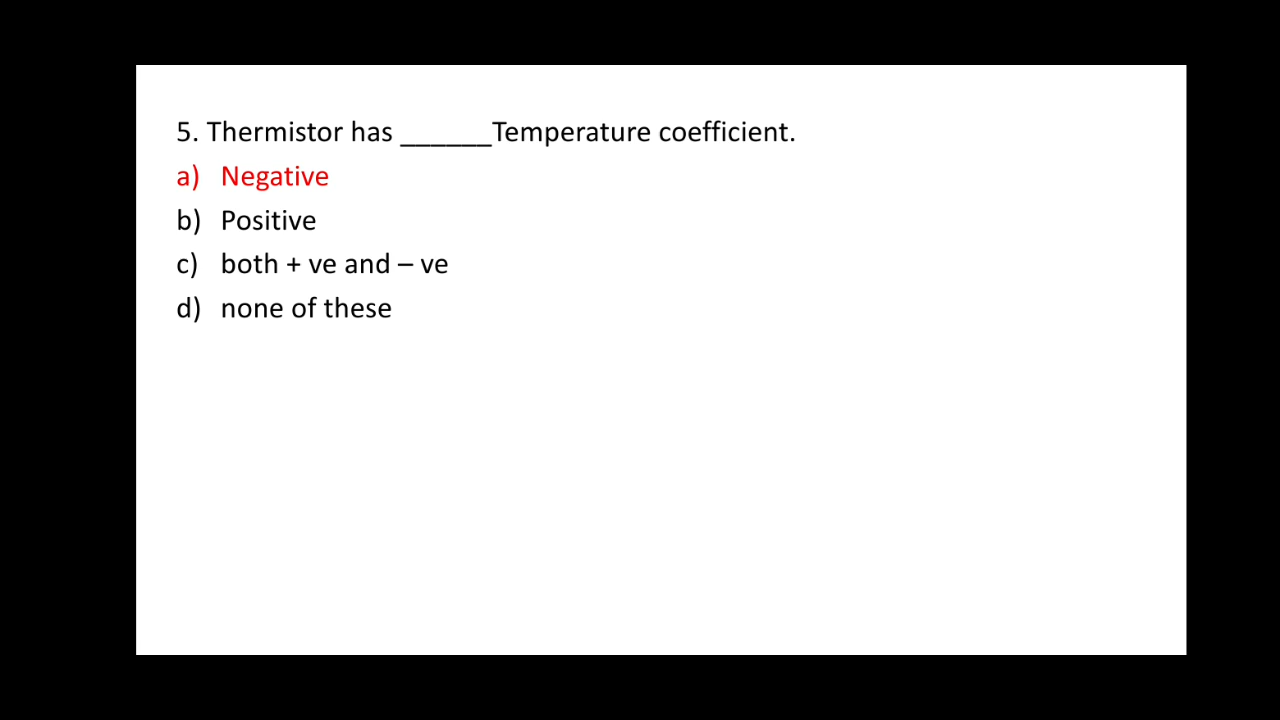 5. Thermistor has ______Temperature coefficient.
a) Negative
b) Positive
c) both + ve and – ve
d) none of these